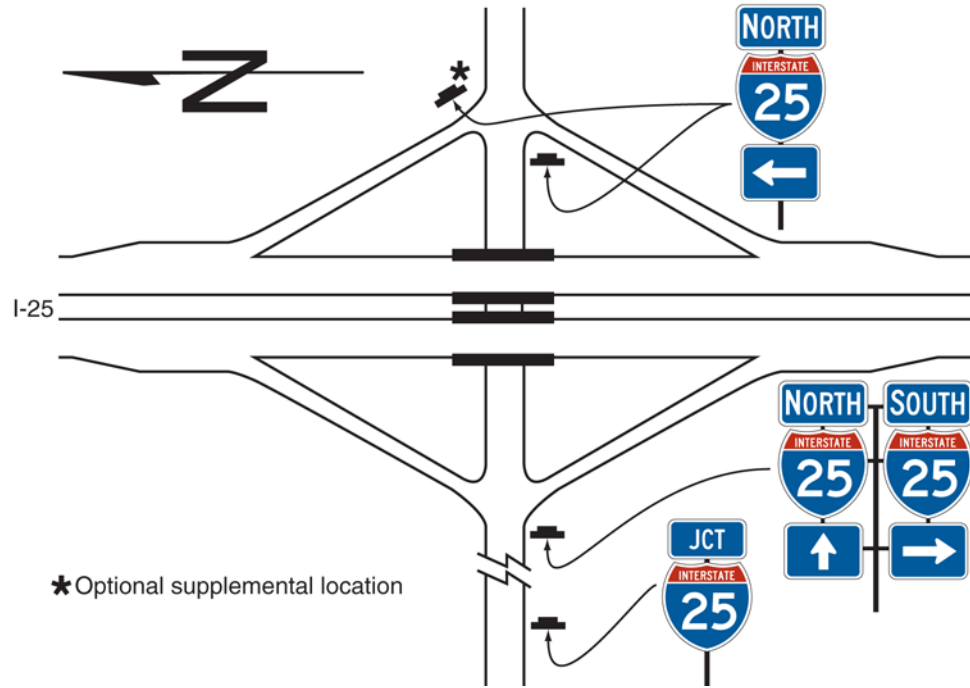 N
*
NORTH
INTERSTATE
25
I-25
NORTH SOUTH
INTERSTATE INTERSTATE
25 25
JCT
INTERSTATE
25
* Optional supplemental location